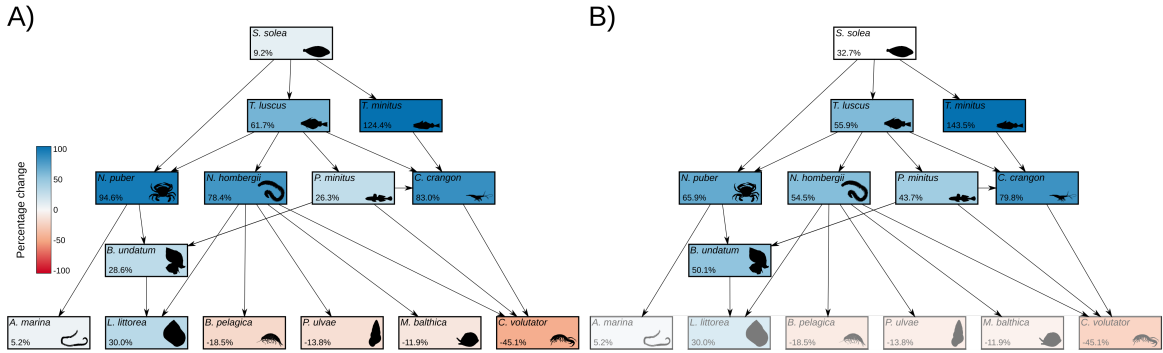 A)
S. solea
9.2%
T. luscus
61.7%
T. minitus
124.4%
Percentage change
100
50
0
-50
-100
N. puber
94.6%
N. hombergii
78.4%
P. minitus
26.3%
C. crangon
83.0%
B. undatum
28.6%
A. marina
5.2%
L. littorea
30.0%
B. pelagica
-18.5%
P. ulvae
-13.8%
M. balthica
-11.9%
C. volutator
-45.1%
B)
S. solea
32.7%
T. luscus
55.9%
T. minitus
143.5%
N. puber
65.9%
N. hombergii
54.5%
P. minitus
43.7%
C. crangon
79.8%
B. undatum
50.1%
A. marina
5.2%
L. littorea
30.0%
B. pelagica
-18.5%
P. ulvae
-13.8%
M. balthica
-11.9%
C. volutator
-45.1%